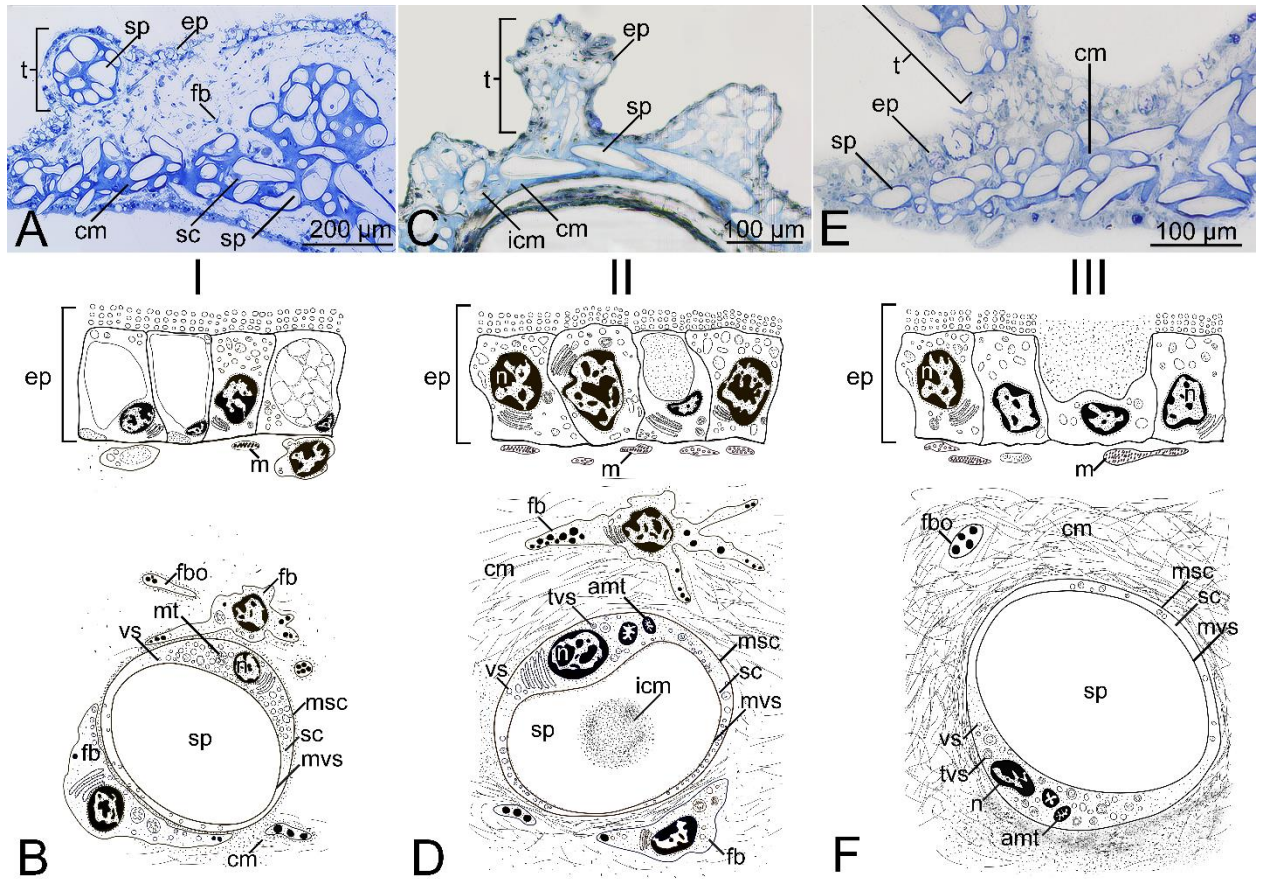 sp
ep
t
fb
cm
sc
sp
200 µm
A
ep
sp
t
icm
cm
100 µm
C
t
cm
ep
sp
100 µm
E
I
II
III
ep
m
n
ep
m
n
n
ep
m
fbo
fb
mt
vs
n
msc
sp
sc
mvs
fb
cm
B
fb
cm
amt
tvs
n
msc
vs
sc
icm
mvs
sp
fb
D
fbo
cm
msc
sc
mvs
sp
vs
tvs
n
amt
F